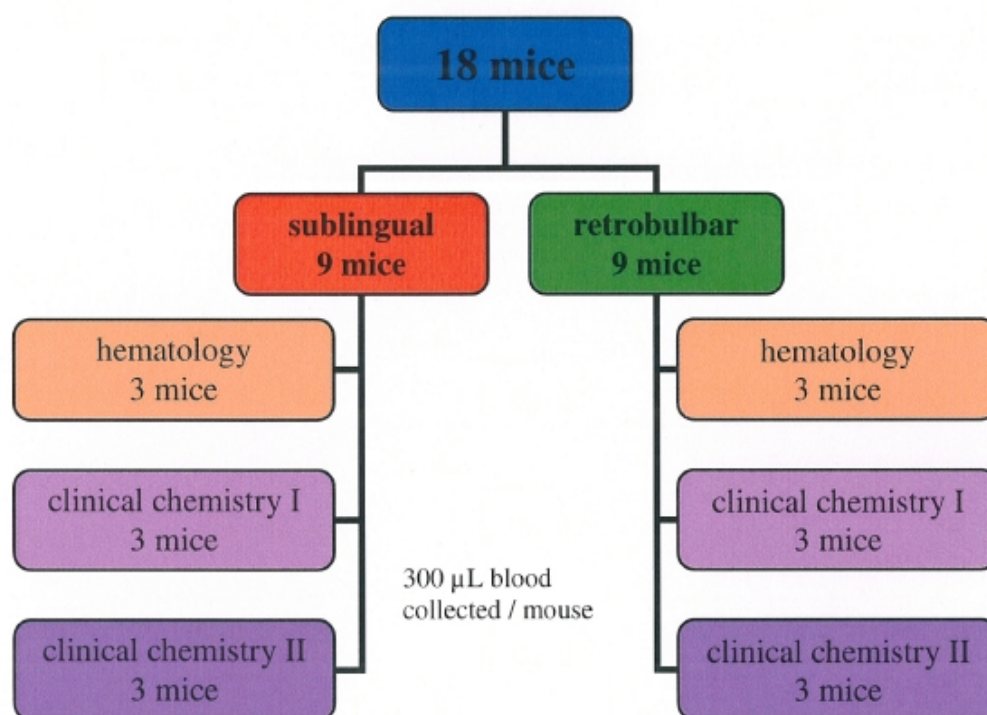 18 mice
sublingual
9 mice
retrobulbar
9 mice
hematology
3 mice
hematology
3 mice
clinical chemistry I
3 mice
clinical chemistry I
3 mice
300 µL blood
collected / mouse
clinical chemistry II
3 mice
clinical chemistry II
3 mice